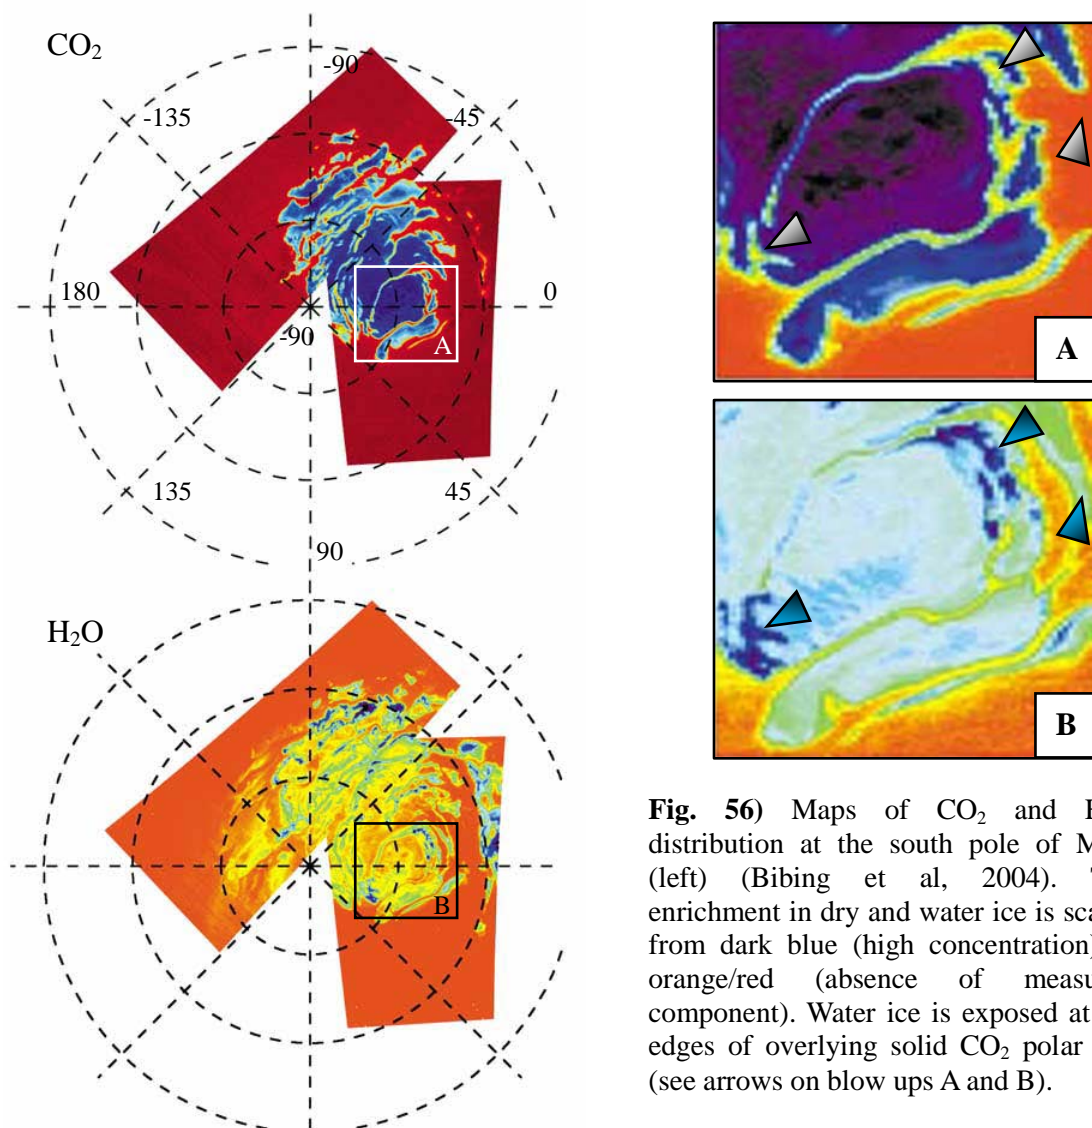 CO₂
-90
-135
-45
180
0
-90
A
135
45
90
H₂O
B
A
B
Fig. 56) Maps of CO₂ and
distribution at the south pole of M
(left) (Bibing et al, 2004).
enrichment in dry and water ice is sca
from dark blue (high concentration)
orange/red (absence of measu
component). Water ice is exposed at
edges of overlying solid CO₂ polar
(see arrows on blow ups A and B).